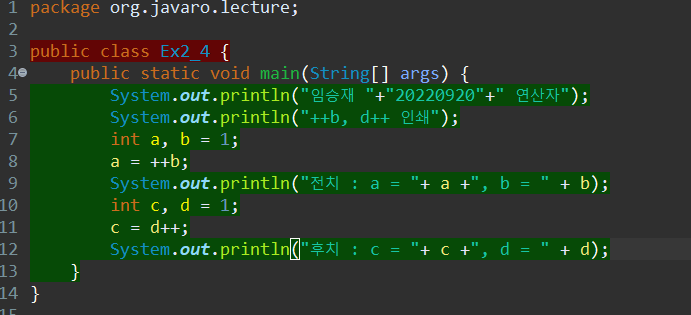 1 package org.javaro.lecture;
2
3 public class Ex2_4 {
4     public static void main(String[] args) {
5         System.out.println("임승재 "+"20220920"+" 연산자");
6         System.out.println("++b, d++ 인쇄");
7         int a, b = 1;
8         a = ++b;
9         System.out.println("전치 : a = "+ a +", b = " + b);
10         int c, d = 1;
11         c = d++;
12         System.out.println("후치 : c = "+ c +", d = " + d);
13     }
14 }
15